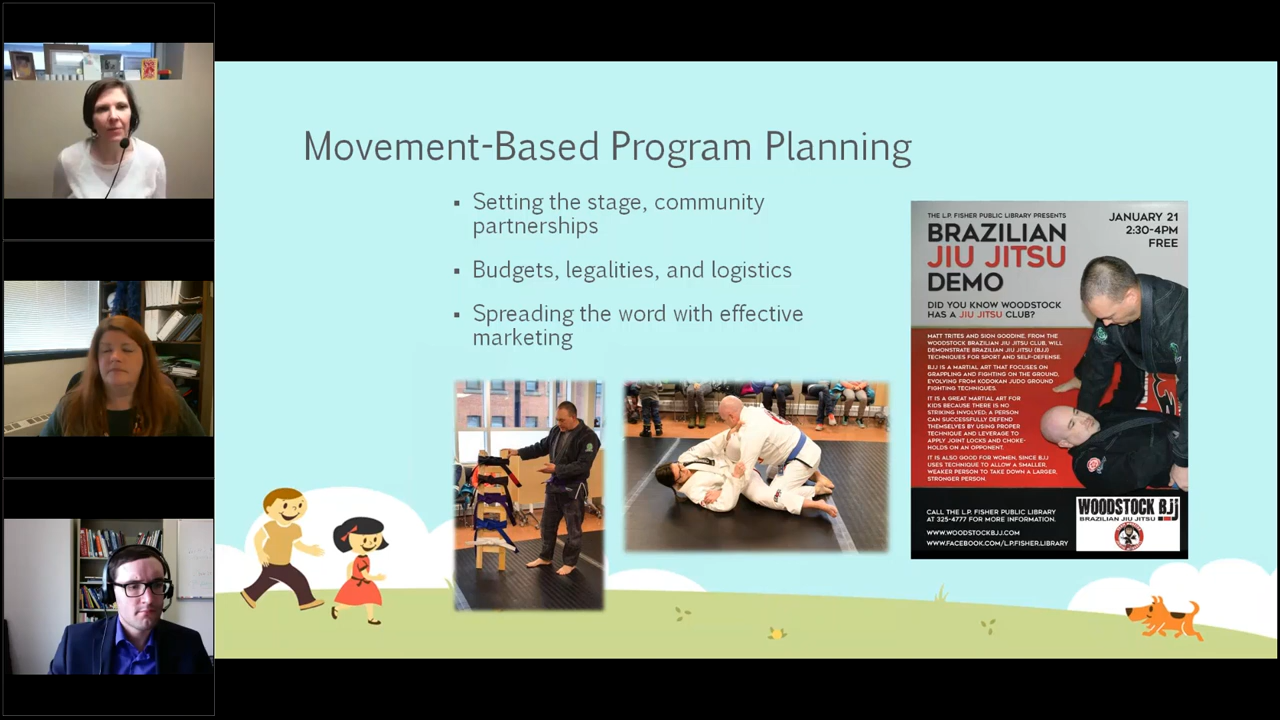 Movement-Based Program Planning
▪ Setting the stage, community
partnerships
▪ Budgets, legalities, and logistics
▪ Spreading the word with effective
marketing
THE L.P. FISHER PUBLIC LIBRARY PRESENTS
BRAZILIAN
JIU JITSU
DEMO
JANUARY 21
2:30-4PM
FREE
DID YOU KNOW WOODSTOCK
HAS A JIU JITSU CLUB?
MATT TRITES AND SION GOODINE, FROM THE
WOODSTOCK BRAZILIAN JIU JITSU CLUB, WILL
DEMONSTRATE BRAZILIAN JIU JITSU (BJJ)
TECHNIQUES FOR SPORT AND SELF-DEFENSE.
BJJ IS A MARTIAL ART THAT FOCUSES ON
GRAPPLING AND FIGHTING ON THE GROUND,
EVOLVING FROM KODOKAN JUDO GROUND
FIGHTING TECHNIQUES.
IT IS A GREAT MARTIAL ART FOR
KIDS BECAUSE THERE IS NO
STRIKING INVOLVED. A PERSON
CAN SUCCESSFULLY DEFEND
THEMSELVES BY USING PROPER
TECHNIQUE AND LEVERAGE TO
APPLY JOINT LOCKS AND CHOKE-
HOLDS ON AN OPPONENT.
IT IS ALSO GOOD FOR WOMEN, SINCE BJJ
USES TECHNIQUE TO ALLOW A SMALLER,
WEAKER PERSON TO TAKE DOWN A LARGER,
STRONGER PERSON.
CALL THE L.P. FISHER PUBLIC LIBRARY
AT 325-4777 FOR MORE INFORMATION.
WWW.WOODSTOCKBJJ.COM
WWW.FACEBOOK.COM/L.P.FISHER.LIBRARY
WOODSTOCK BJJ
BRAZILIAN JIU JITSU